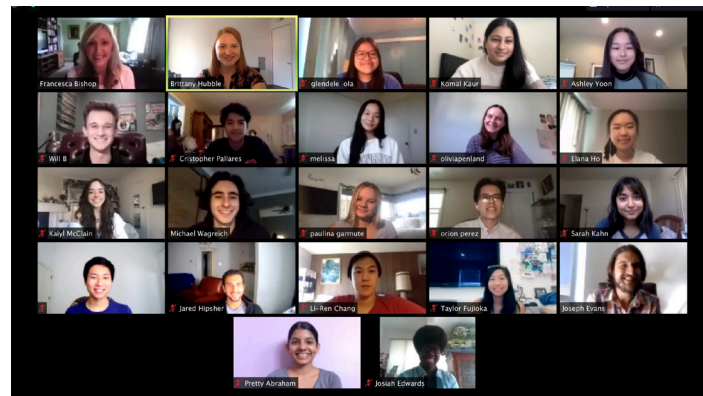 Francesca Bishop
Brittany Hubble
glendele ola
Komal Kaur
Ashley Yoon
Will B
Cristopher Pallares
melissa
oliviapenland
Elana Ho
Kaiyl McClain
Michael Wagreich
paulina garmute
orion perez
Sarah Kahn
Jared Hipsher
Li-Ren Chang
Taylor Fujioka
Joseph Evans
Pretty Abraham
Josiah Edwards